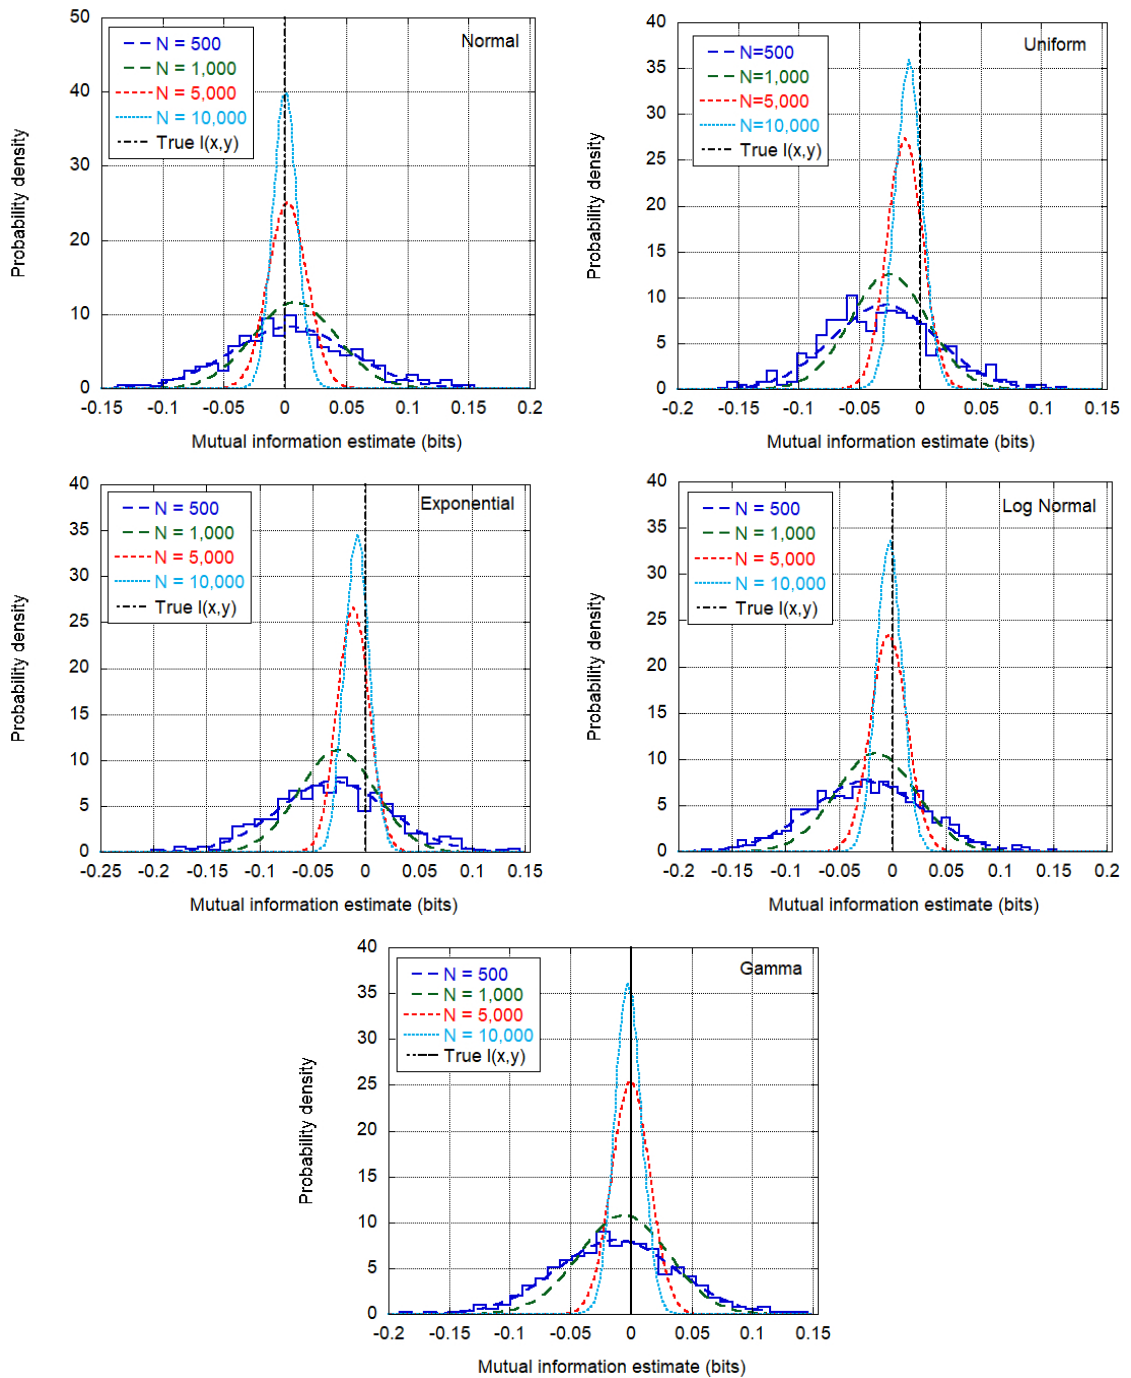 Normal
N = 500
N = 1,000
N = 5,000
N = 10,000
True I(x,y)
Probability density
50
40
30
20
10
0
-0.15 -0.1 -0.05 0 0.05 0.1 0.15 0.2
Mutual information estimate (bits)
Uniform
N=500
N=1,000
N=5,000
N=10,000
True I(x,y)
Probability density
40
35
30
25
20
15
10
5
0
-0.2 -0.15 -0.1 -0.05 0 0.05 0.1 0.15
Mutual information estimate (bits)
Exponential
N = 500
N = 1,000
N = 5,000
N = 10,000
True I(x,y)
Probability density
40
35
30
25
20
15
10
5
0
-0.25 -0.2 -0.15 -0.1 -0.05 0 0.05 0.1 0.15
Mutual information estimate (bits)
Log Normal
N = 500
N = 1,000
N = 5,000
N = 10,000
True I(x,y)
Probability density
40
35
30
25
20
15
10
5
0
-0.2 -0.15 -0.1 -0.05 0 0.05 0.1 0.15 0.2
Mutual information estimate (bits)
Gamma
N = 500
N = 1,000
N = 5,000
N = 10,000
True I(x,y)
Probability density
40
35
30
25
20
15
10
5
0
-0.2 -0.15 -0.1 -0.05 0 0.05 0.1 0.15
Mutual information estimate (bits)